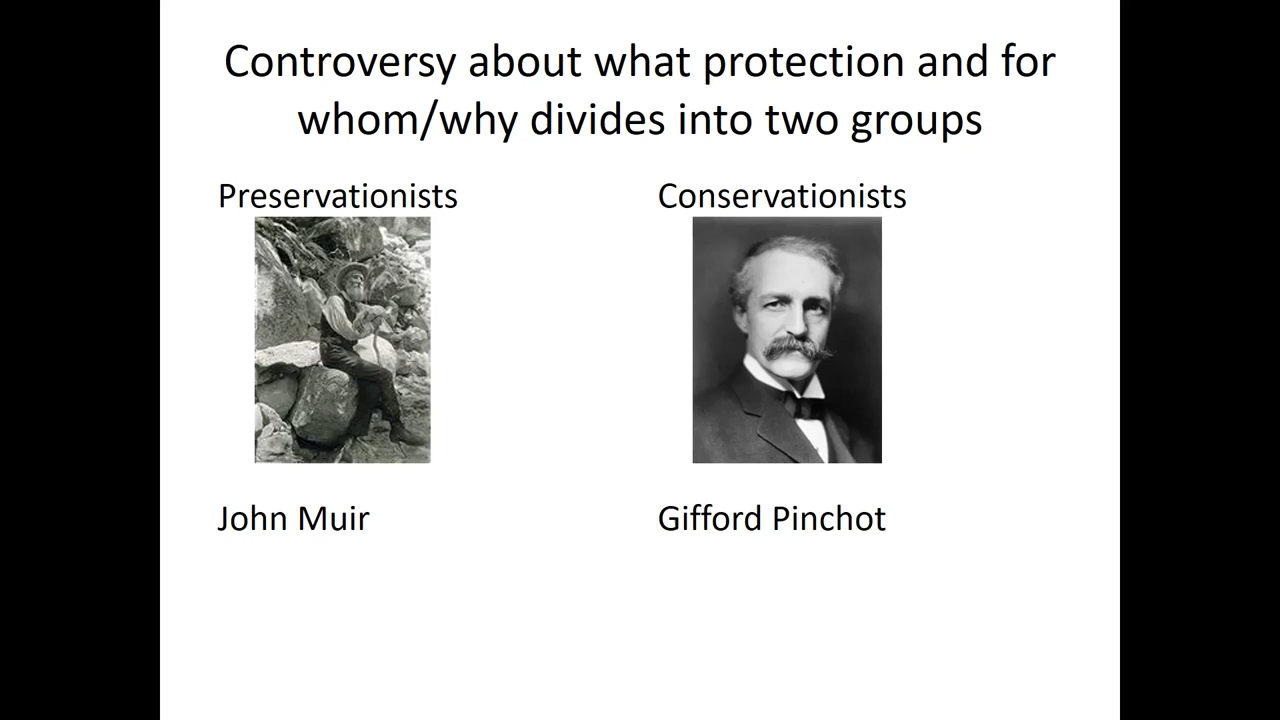 Controversy about what protection and for
whom/why divides into two groups
Preservationists
Conservationists
John Muir
Gifford Pinchot